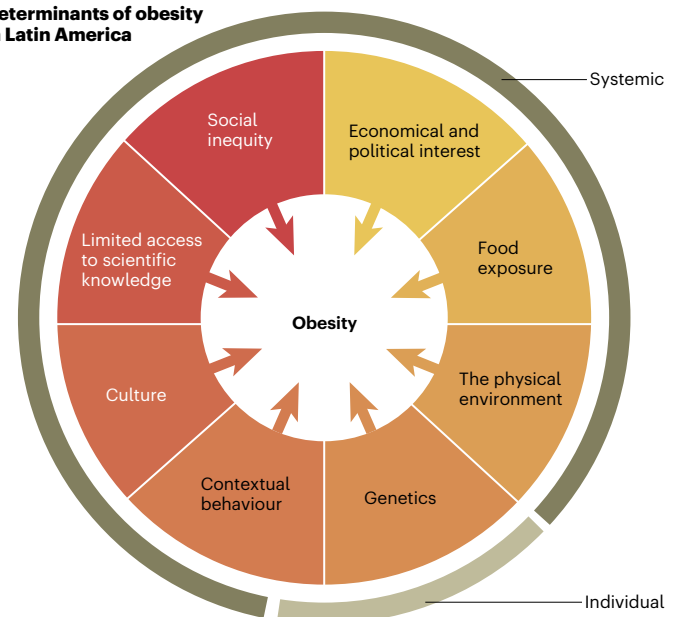 eterminants of obesity
Latin America
Systemic
Social
inequity
Economical and
political interest
Limited access
to scientific
knowledge
Food
exposure
Obesity
Culture
The physical
environment
Contextual
behaviour
Genetics
Individual